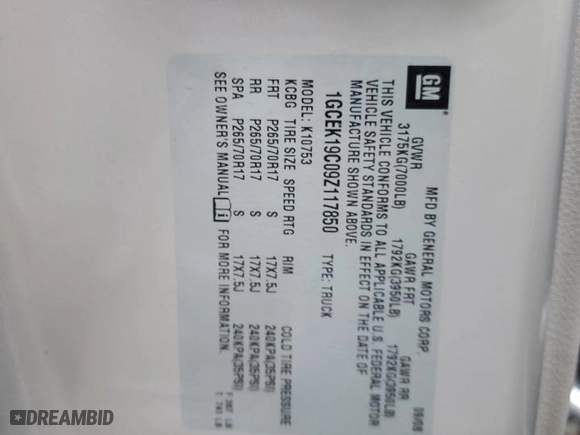 GM
MFD BY GENERAL MOTORS CORP.
GVWR GAWR FRT GAWR RR
3175KG(7000LB) 1792KG(3950LB) 1792KG(3950LB)
THIS VEHICLE CONFORMS TO ALL APPLICABLE U.S. FEDERAL MOTOR
VEHICLE SAFETY STANDARDS IN EFFECT ON THE DATE OF
MANUFACTURE SHOWN ABOVE.
1GCEK19C09Z117850 TYPE: TRUCK
MODEL: K10753
KCBG TIRE SIZE SPEED RTG RIM COLD TIRE PRESSURE
FRT P265/70R17 S 17X7.5J 240KPA(35PSI)
RR P265/70R17 S 17X7.5J 240KPA(35PSI)
SPA P265/70R17 S 17X7.5J 240KPA(35PSI)
SEE OWNER'S MANUAL i FOR MORE INFORMATION.
DREAMBID